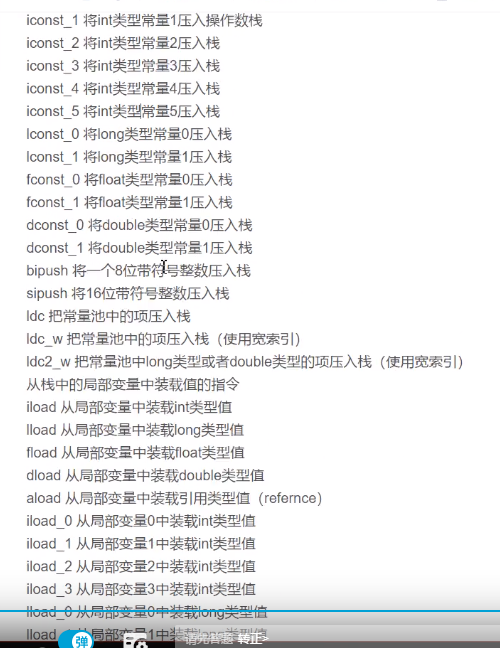 iconst_1 将int类型常量1压入操作数栈
iconst_2 将int类型常量2压入栈
iconst_3 将int类型常量3压入栈
iconst_4 将int类型常量4压入栈
iconst_5 将int类型常量5压入栈
lconst_0 将long类型常量0压入栈
lconst_1 将long类型常量1压入栈
fconst_0 将float类型常量0压入栈
fconst_1 将float类型常量1压入栈
dconst_0 将double类型常量0压入栈
dconst_1 将double类型常量1压入栈
bipush 将一个8位带符号整数压入栈
sipush 将16位带符号整数压入栈
ldc 把常量池中的项压入栈
ldc_w 把常量池中的项压入栈（使用宽索引）
ldc2_w 把常量池中long类型或者double类型的项压入栈（使用宽索引）
从栈中的局部变量中装载值的指令
iload 从局部变量中装载int类型值
lload 从局部变量中装载long类型值
fload 从局部变量中装载float类型值
dload 从局部变量中装载double类型值
aload 从局部变量中装载引用类型值（refernce）
iload_0 从局部变量0中装载int类型值
iload_1 从局部变量1中装载int类型值
iload_2 从局部变量2中装载int类型值
iload_3 从局部变量3中装载int类型值
lload_0 从局部变量0中装载long类型值
lload_1 从局部变量1中装载long类型值
弹 请先答题 转正>